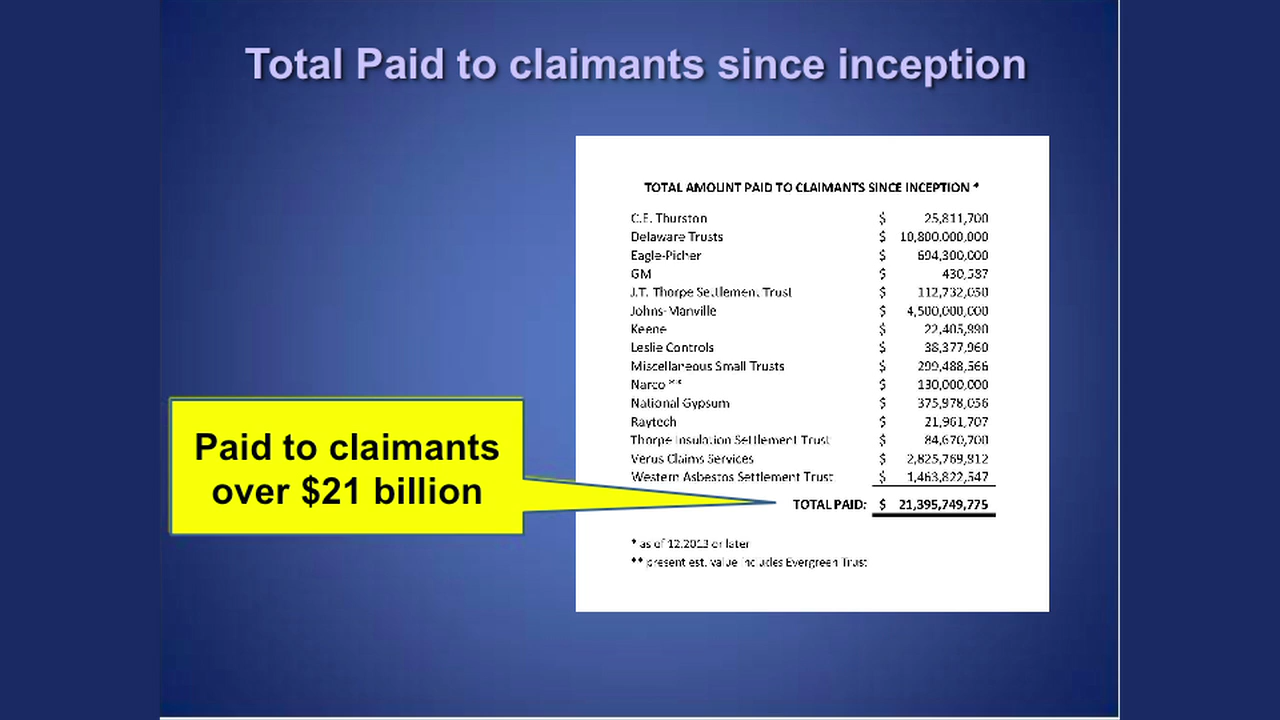 Total Paid to claimants since inception
TOTAL AMOUNT PAID TO CLAIMANTS SINCE INCEPTION *
C.E. Thurston $ 25,811,700
Delaware Trusts $ 10,800,000,000
Eagle-Picher $ 694,300,000
GM $ 430,587
J.T. Thorpe Settlement Trust $ 112,732,050
Johns-Manville $ 4,500,000,000
Keene $ 22,405,990
Leslie Controls $ 38,377,960
Miscellaneous Small Trusts $ 299,488,566
Narco ** $ 130,000,000
National Gypsum $ 375,978,056
Raytech $ 21,961,707
Thorpe Insulation Settlement Trust $ 84,670,700
Verus Claims Services $ 2,825,769,912
Western Asbestos Settlement Trust $ 1,463,822,547
TOTAL PAID: $ 21,395,749,775
Paid to claimants
over $21 billion
* as of 12.2013 or later
** present est. value includes Evergreen Trust